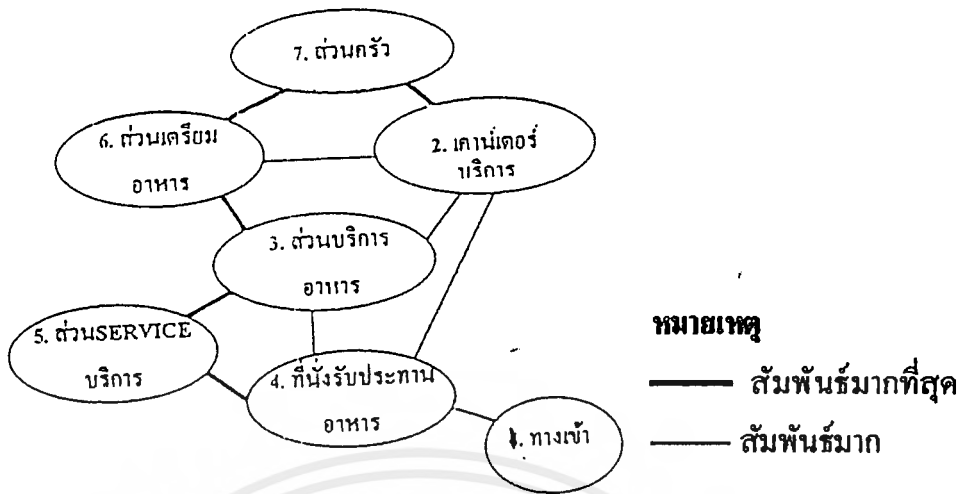 7. ส่วนครัว
6. ส่วนเตรียม
อาหาร
2. เคาน์เตอร์
บริการ
3. ส่วนบริการ
อาหาร
5. ส่วนSERVICE
บริการ
4. ที่นั่งรับประทาน
อาหาร
1. ทางเข้า
หมายเหตุ
สัมพันธ์มากที่สุด
สัมพันธ์มาก